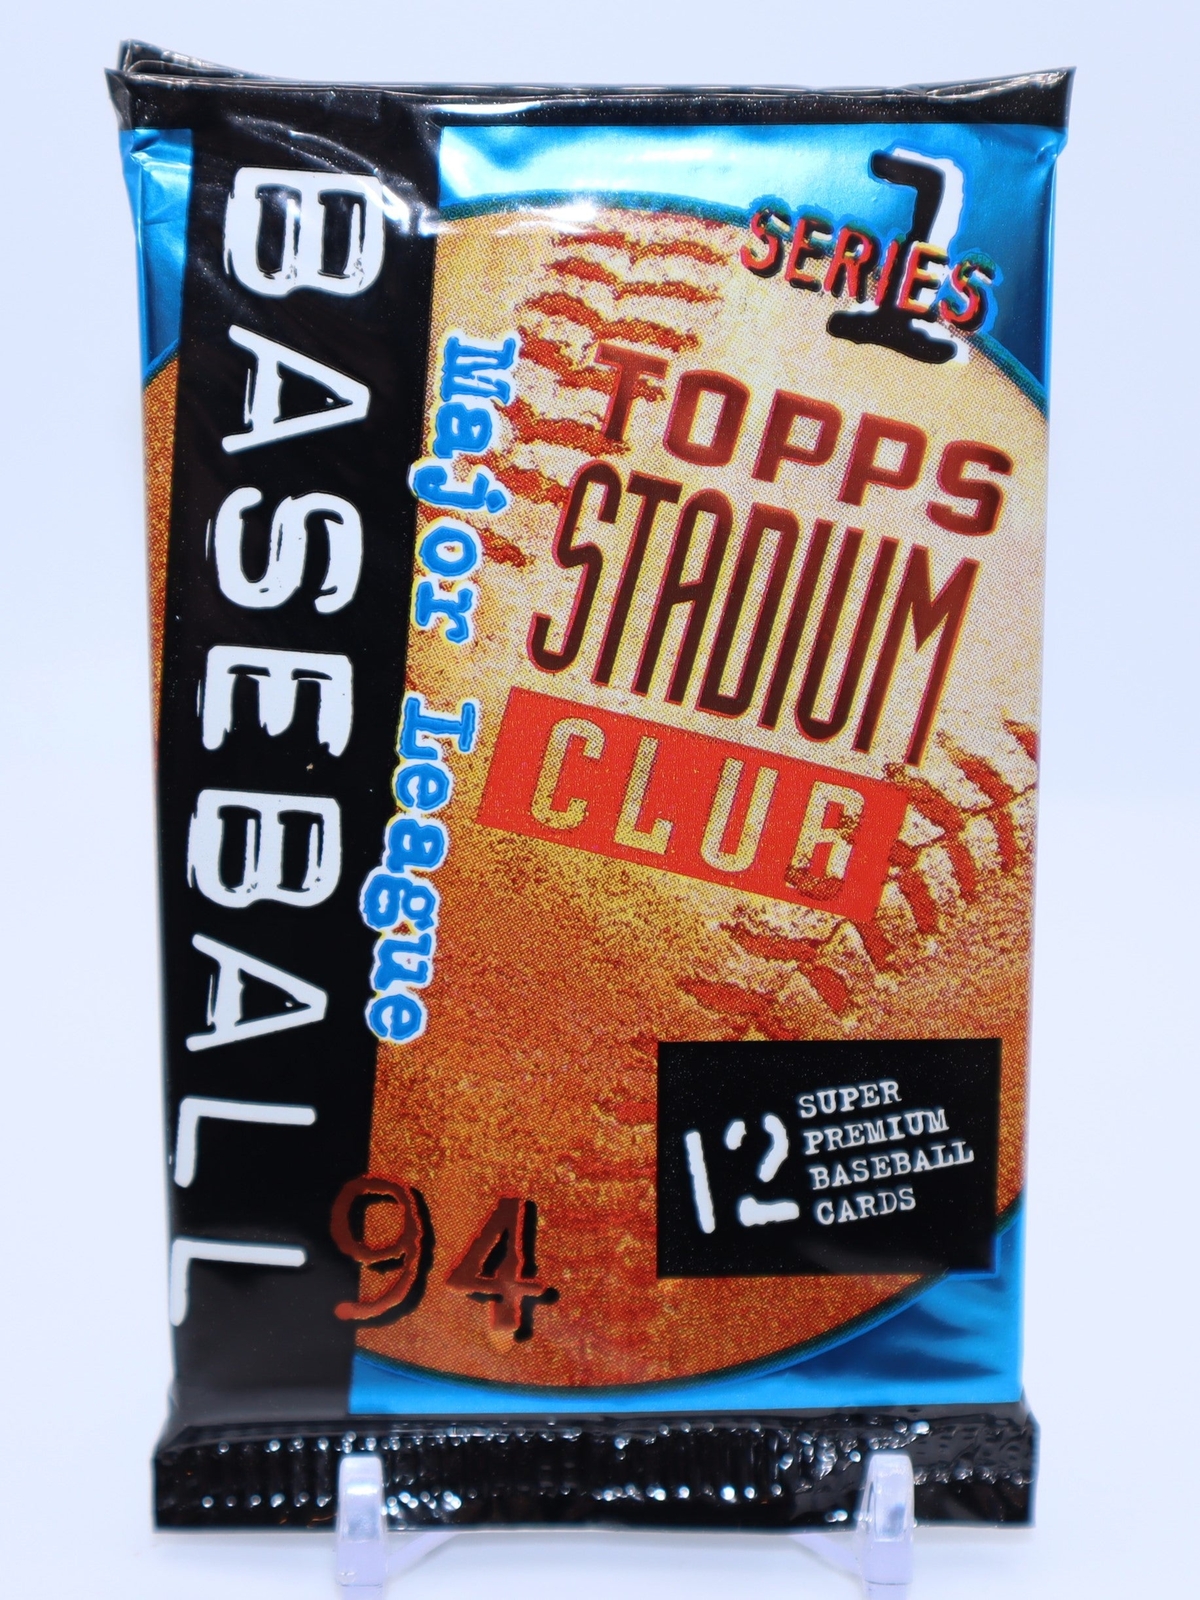 BASEBALL
Major League
SERIES 1
TOPPS
STADIUM
CLUB
12
SUPER
PREMIUM
BASEBALL
CARDS
94